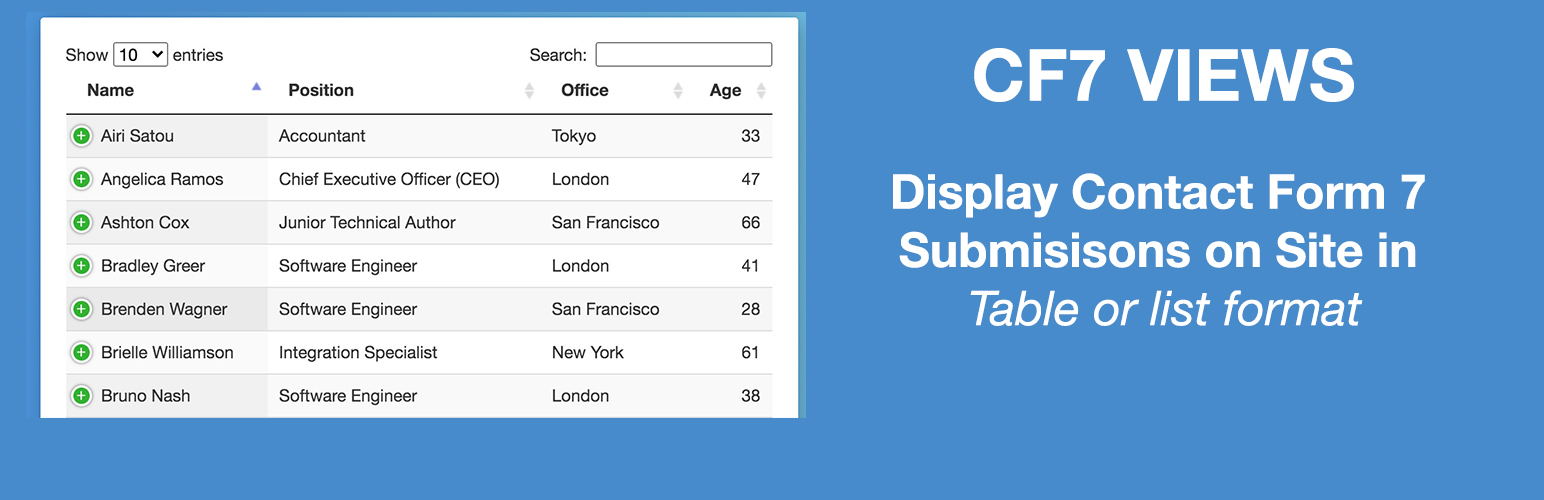 Show 10 entries Search:
Name Position Office Age
Airi Satou Accountant Tokyo 33
Angelica Ramos Chief Executive Officer (CEO) London 47
Ashton Cox Junior Technical Author San Francisco 66
Bradley Greer Software Engineer London 41
Brenden Wagner Software Engineer San Francisco 28
Brielle Williamson Integration Specialist New York 61
Bruno Nash Software Engineer London 38
CF7 VIEWS
Display Contact Form 7
Submisisons on Site in
Table or list format